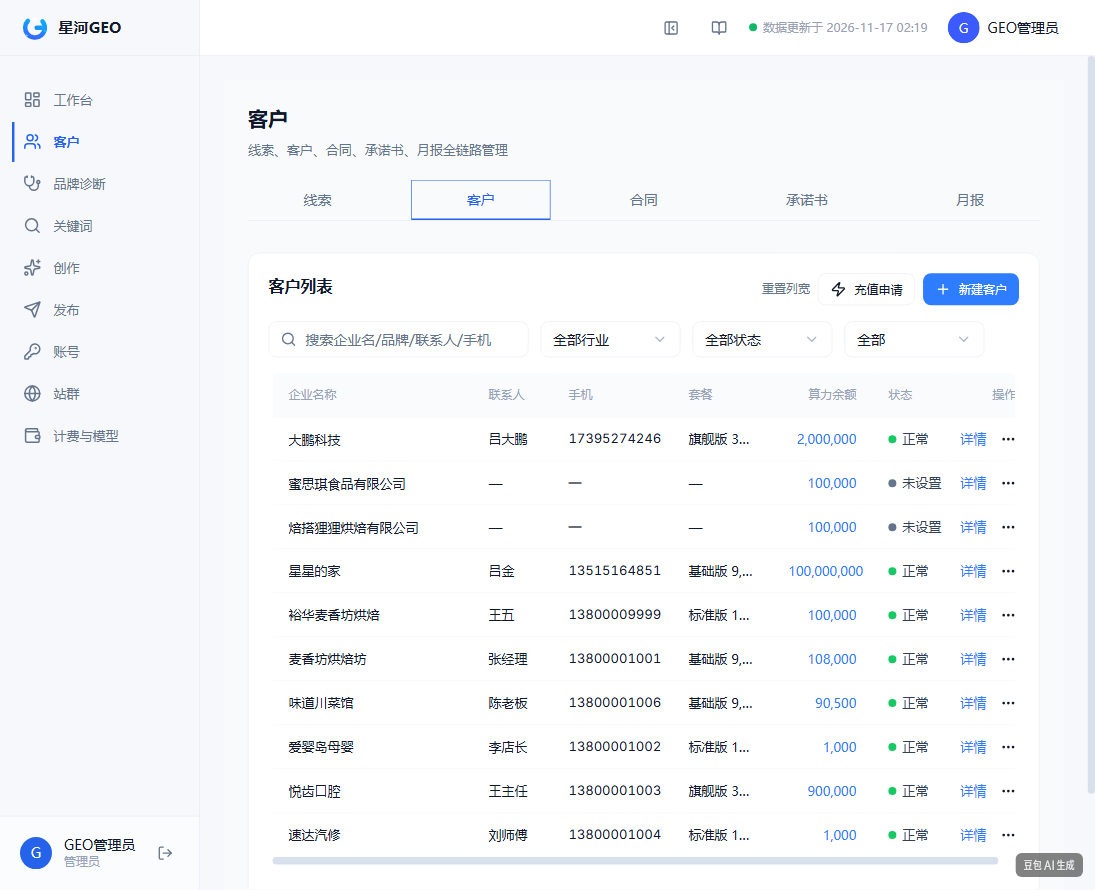 星河GEO
数据更新于 2026-11-17 02:19
G
GEO管理员
工作台
客户
品牌诊断
关键词
创作
发布
账号
站群
计费与模型
G
GEO管理员
管理员
客户
线索、客户、合同、承诺书、月报全链路管理
线索 客户 合同 承诺书 月报
客户列表
重置列宽 充值申请 新建客户
搜索企业名/品牌/联系人/手机 全部行业 全部状态 全部
企业名称 联系人 手机 套餐 算力余额 状态 操作
大鹏科技 吕大鹏 17395274246 旗舰版 3... 2,000,000 正常 详情 ···
蜜思琪食品有限公司 — — — 100,000 未设置 详情 ···
焙搭狸狸烘焙有限公司 — — — 100,000 未设置 详情 ···
星星的家 吕金 13515164851 基础版 9,... 100,000,000 正常 详情 ···
裕华麦香坊烘焙 王五 13800009999 标准版 1... 100,000 正常 详情 ···
麦香坊烘焙坊 张经理 13800001001 基础版 9,... 108,000 正常 详情 ···
味道川菜馆 陈老板 13800001006 基础版 9,... 90,500 正常 详情 ···
爱婴岛母婴 李店长 13800001002 标准版 1... 1,000 正常 详情 ···
悦齿口腔 王主任 13800001003 旗舰版 3... 900,000 正常 详情 ···
速达汽修 刘师傅 13800001004 标准版 1... 1,000 正常 详情 ···
豆包 AI 生成